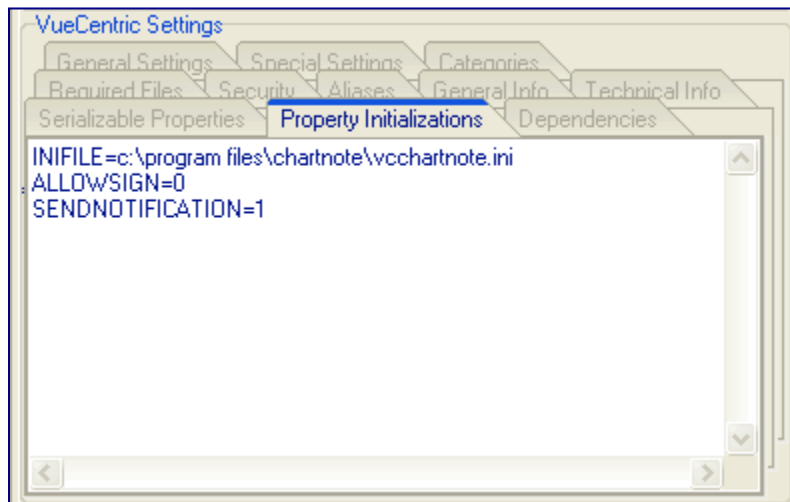 VueCentric Settings
General Settings Special Settings Categories
Required Files Security Aliases General Info Technical Info
Serializable Properties Property Initializations Dependencies
INIFILE=c:\program files\chartnote\vcchartnote.ini
ALLOWSIGN=0
SENDNOTIFICATION=1